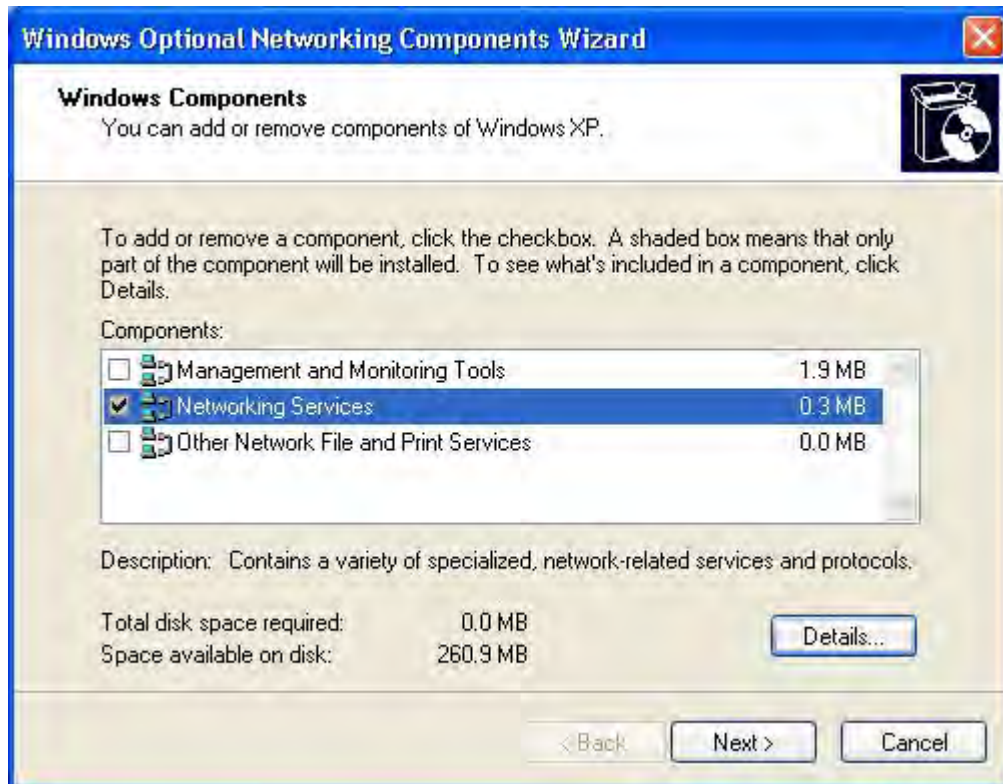 Windows Optional Networking Components Wizard
Windows Components
You can add or remove components of Windows XP.
To add or remove a component, click the checkbox. A shaded box means that only
part of the component will be installed. To see what's included in a component, click
Details.
Components:
Management and Monitoring Tools 1.9 MB
Networking Services 0.3 MB
Other Network File and Print Services 0.0 MB
Description: Contains a variety of specialized, network-related services and protocols.
Total disk space required: 0.0 MB
Space available on disk: 260.9 MB
Details...
< Back Next > Cancel